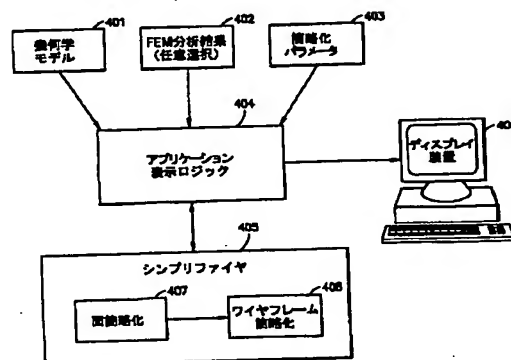 401
幾何学
モデル
402
FEM分析結果
(任意選択)
403
簡略化
パラメータ
404
アプリケーション
表示ロジック
ディスプレイ
装置
405
シンプリファイヤ
407
面簡略化
408
ワイヤフレーム
簡略化